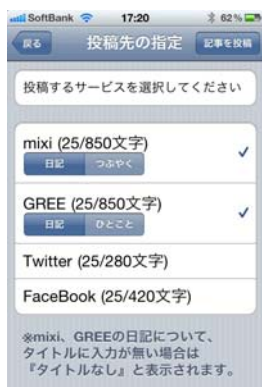 SoftBank 17:20 62%
戻る 投稿先の指定 記事を投稿
投稿するサービスを選択してください
mixi (25/850文字)
日記 つぶやく
GREE (25/850文字)
日記 ひとこと
Twitter (25/280文字)
FaceBook (25/420文字)
※mixi、GREEの日記について、
タイトルに入力が無い場合は
『タイトルなし』と表示されます。